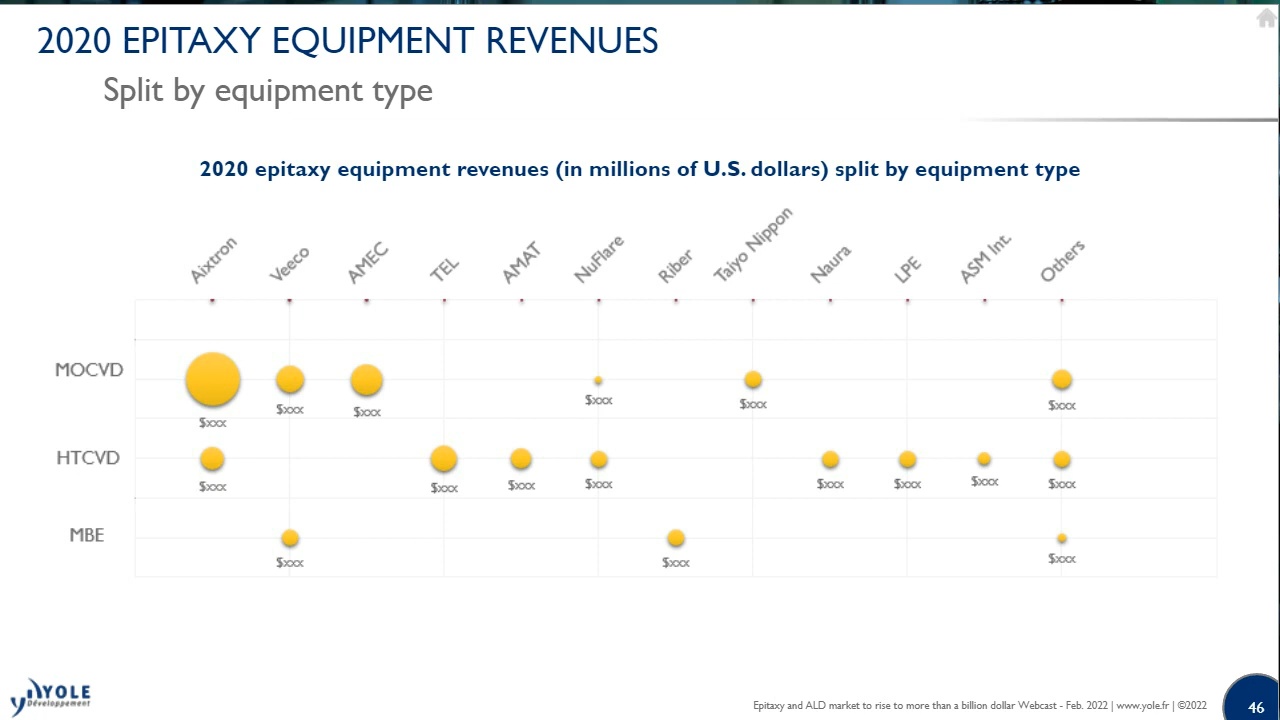 2020 EPITAXY EQUIPMENT REVENUES
Split by equipment type
2020 epitaxy equipment revenues (in millions of U.S. dollars) split by equipment type
Aixtron Veeco AMEC TEL AMAT NuFlare Riber Taiyo Nippon Naura LPE ASM Int. Others
MOCVD
$xxx $xxx $xxx $xxx $xxx $xxx
HTCVD
$xxx $xxx $xxx $xxx $xxx $xxx $xxx $xxx
MBE
$xxx $xxx $xxx
YOLE
Développement
Epitaxy and ALD market to rise to more than a billion dollar Webcast - Feb. 2022 | www.yole.fr | ©2022
46